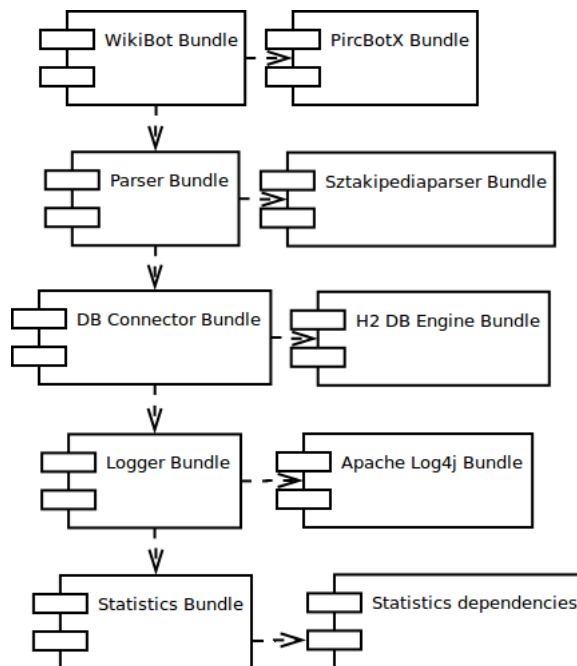 WikiBot Bundle
PircBotX Bundle
Parser Bundle
Sztakipediaparser Bundle
DB Connector Bundle
H2 DB Engine Bundle
Logger Bundle
Apache Log4j Bundle
Statistics Bundle
Statistics dependencies